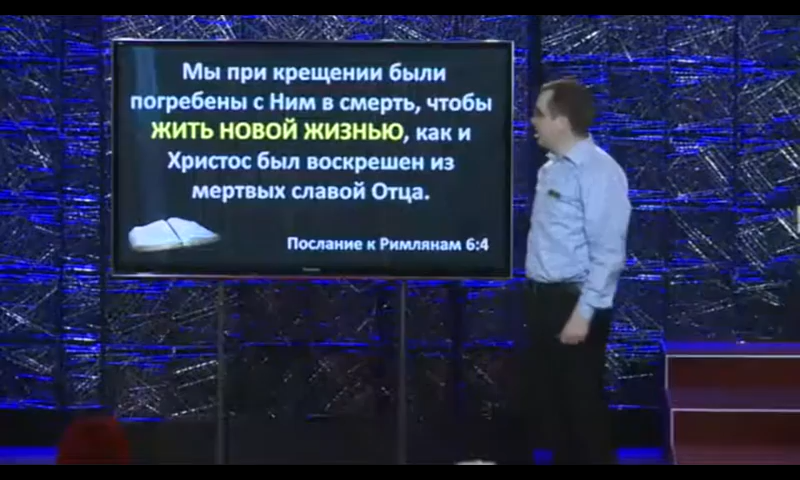 Мы при крещении были
погребены с Ним в смерть, чтобы
ЖИТЬ НОВОЙ ЖИЗНЬЮ, как и
Христос был воскрешен из
мертвых славой Отца.
Послание к Римлянам 6:4